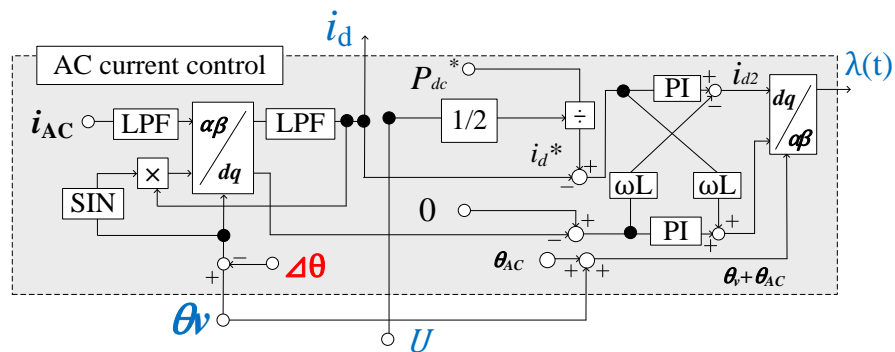 i_d
AC current control
P_dc*
i_d2
λ(t)
i_AC
LPF
αβ
dq
LPF
1/2
÷
PI
+
−
dq
αβ
×
i_d*
+
−
SIN
ωL
ωL
0
+
−
PI
+
+
−
+
Δθ
θ_AC
+
+
θ_v+θ_AC
θv
U